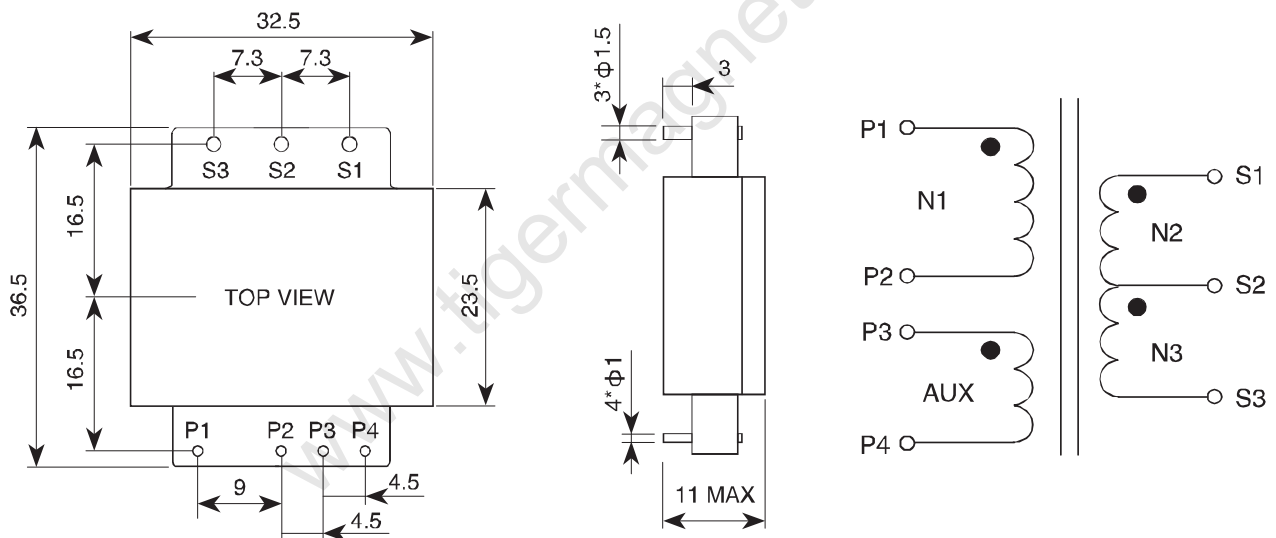 32.5
7.3 7.3
S3 S2 S1
36.5
16.5
16.5
23.5
TOP VIEW
P1 P2 P3 P4
9
4.5
4.5
3*ϕ1.5
3
4*ϕ1
11 MAX
P1
N1
P2
P3
AUX
P4
S1
N2
S2
N3
S3
www.tigermagnet